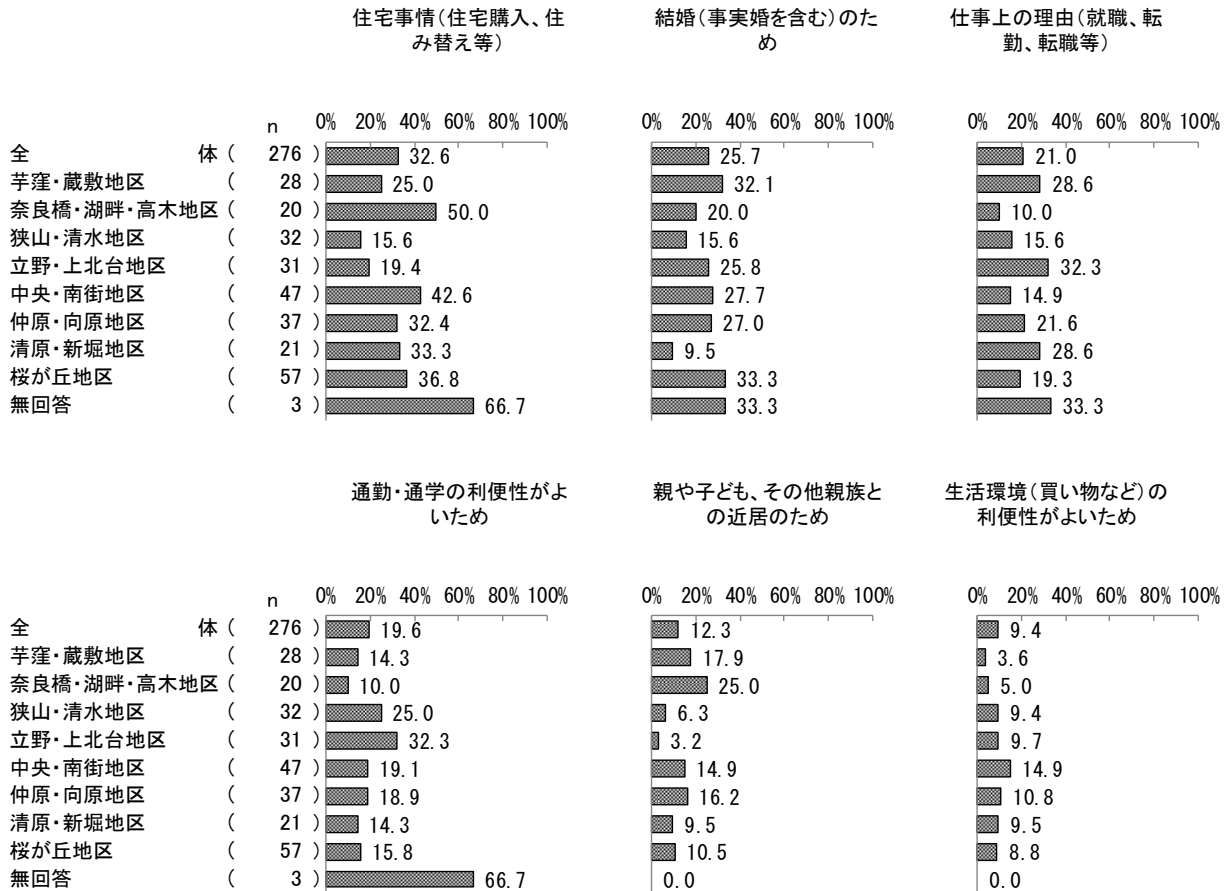 住宅事情（住宅購入、住み替え等）
結婚（事実婚を含む）のため
仕事上の理由（就職、転勤、転職等）
n 0% 20% 40% 60% 80% 100% 0% 20% 40% 60% 80% 100% 0% 20% 40% 60% 80% 100%
全体 ( 276 ) 32.6 25.7 21.0
芋窪・蔵敷地区 ( 28 ) 25.0 32.1 28.6
奈良橋・湖畔・高木地区 ( 20 ) 50.0 20.0 10.0
狭山・清水地区 ( 32 ) 15.6 15.6 15.6
立野・上北台地区 ( 31 ) 19.4 25.8 32.3
中央・南街地区 ( 47 ) 42.6 27.7 14.9
仲原・向原地区 ( 37 ) 32.4 27.0 21.6
清原・新堀地区 ( 21 ) 33.3 9.5 28.6
桜が丘地区 ( 57 ) 36.8 33.3 19.3
無回答 ( 3 ) 66.7 33.3 33.3
通勤・通学の利便性がよいため
親や子ども、その他親族との近居のため
生活環境（買い物など）の利便性がよいため
n 0% 20% 40% 60% 80% 100% 0% 20% 40% 60% 80% 100% 0% 20% 40% 60% 80% 100%
全体 ( 276 ) 19.6 12.3 9.4
芋窪・蔵敷地区 ( 28 ) 14.3 17.9 3.6
奈良橋・湖畔・高木地区 ( 20 ) 10.0 25.0 5.0
狭山・清水地区 ( 32 ) 25.0 6.3 9.4
立野・上北台地区 ( 31 ) 32.3 3.2 9.7
中央・南街地区 ( 47 ) 19.1 14.9 14.9
仲原・向原地区 ( 37 ) 18.9 16.2 10.8
清原・新堀地区 ( 21 ) 14.3 9.5 9.5
桜が丘地区 ( 57 ) 15.8 10.5 8.8
無回答 ( 3 ) 66.7 0.0 0.0